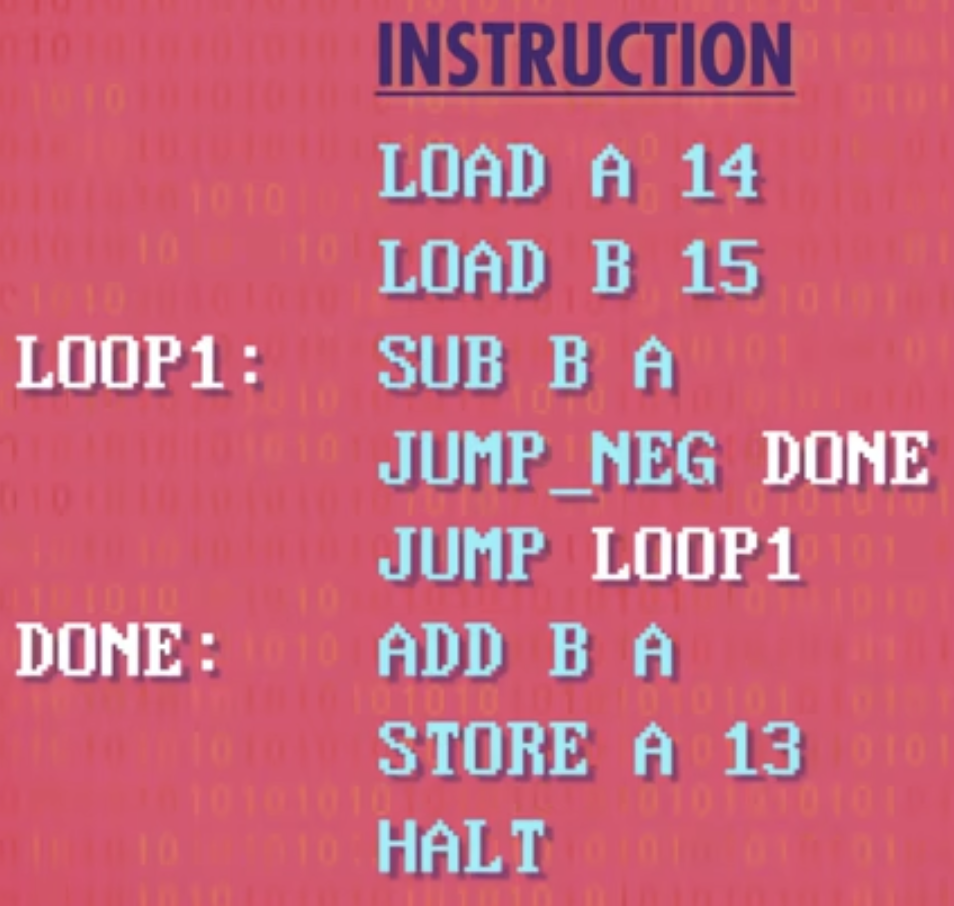 INSTRUCTION
LOAD A 14
LOAD B 15
LOOP1: SUB B A
JUMP_NEG DONE
JUMP LOOP1
DONE: ADD B A
STORE A 13
HALT